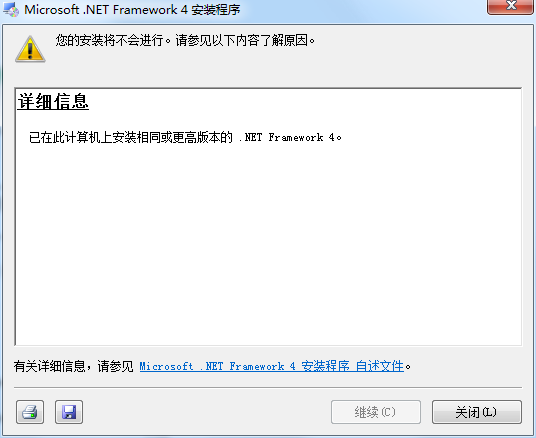 Microsoft .NET Framework 4 安装程序
您的安装将不会进行。请参见以下内容了解原因。
详细信息
已在此计算机上安装相同或更高版本的 .NET Framework 4。
有关详细信息，请参见 Microsoft .NET Framework 4 安装程序 自述文件。
继续(C)
关闭(L)